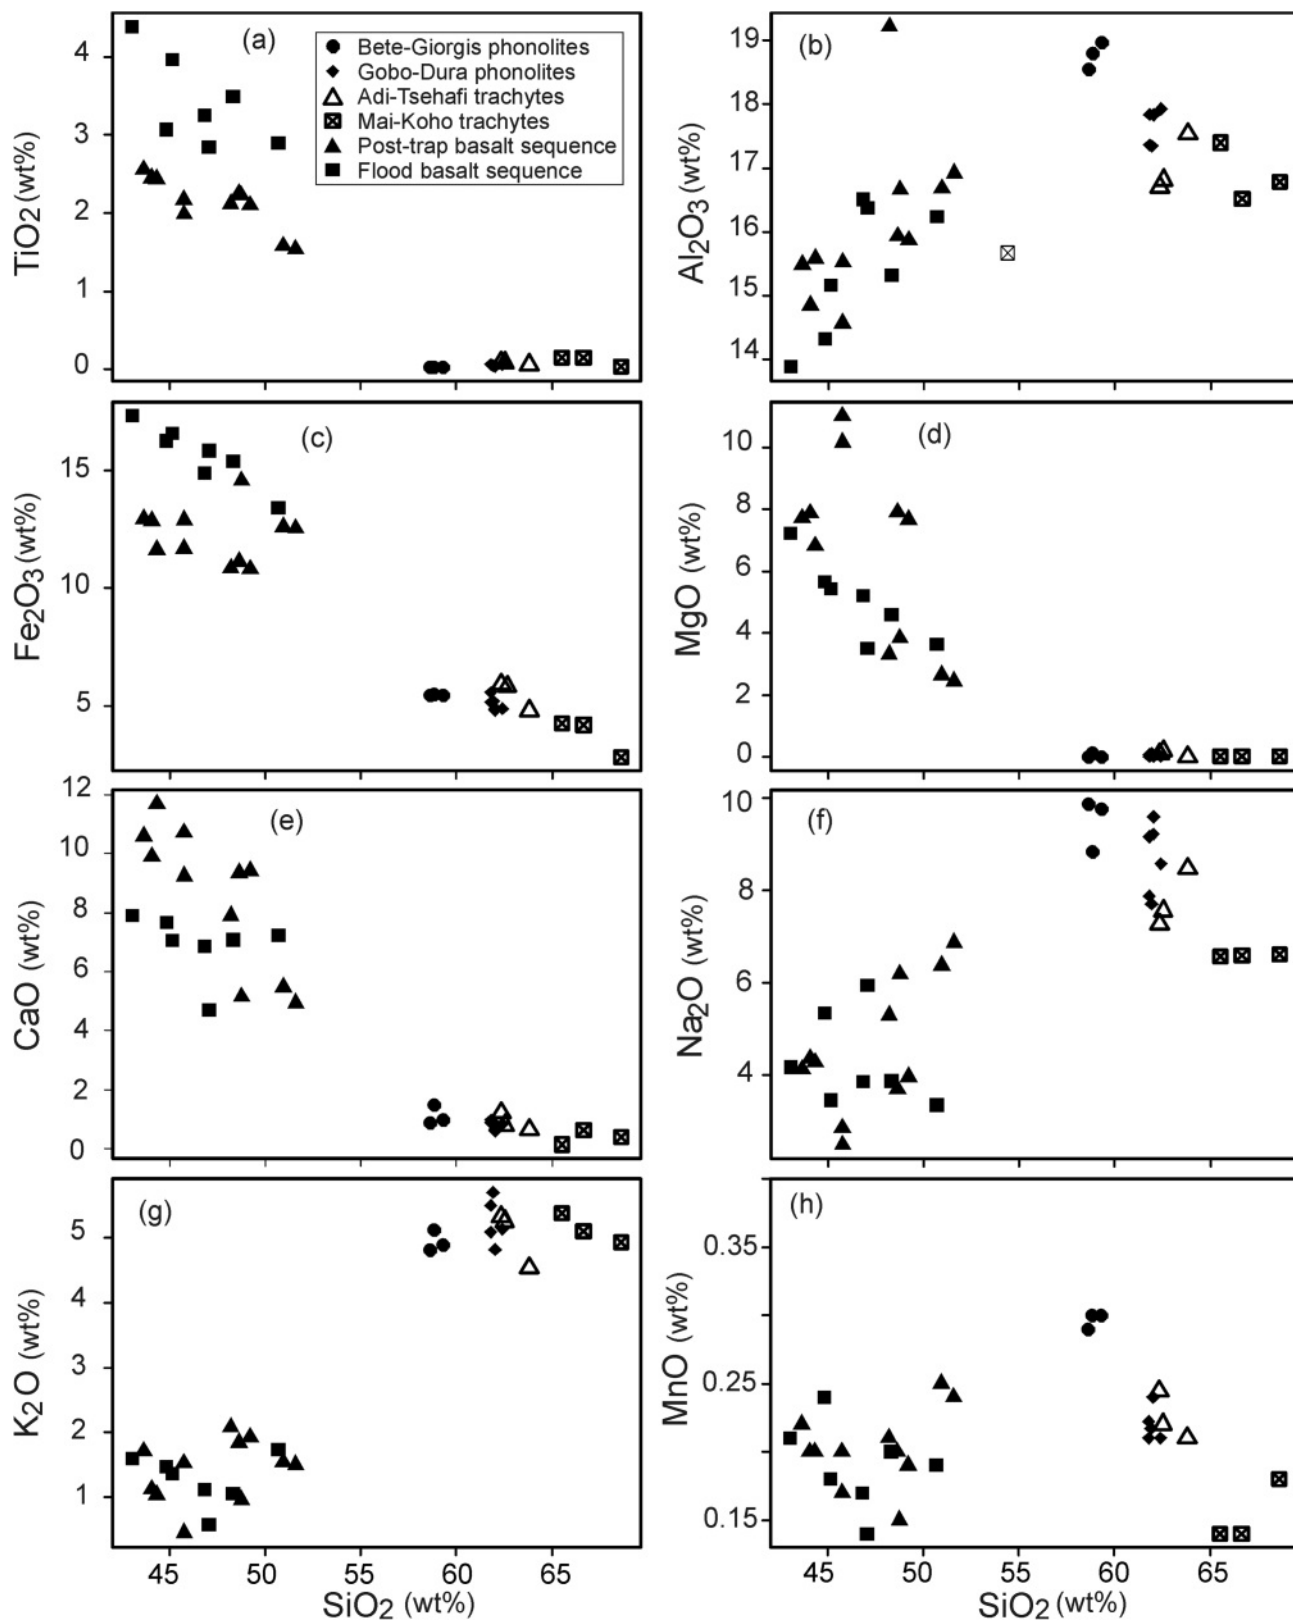 (a)
Bete-Giorgis phonolites
Gobo-Dura phonolites
Adi-Tsehafi trachytes
Mai-Koho trachytes
Post-trap basalt sequence
Flood basalt sequence
TiO2 (wt%)
4
3
2
1
0
(b)
Al2O3 (wt%)
19
18
17
16
15
14
(c)
Fe2O3 (wt%)
15
10
5
(d)
MgO (wt%)
10
8
6
4
2
0
(e)
CaO (wt%)
12
10
8
6
4
2
0
(f)
Na2O (wt%)
10
8
6
4
(g)
K2O (wt%)
5
4
3
2
1
45 50 55 60 65
SiO2 (wt%)
(h)
MnO (wt%)
0.35
0.25
0.15
45 50 55 60 65
SiO2 (wt%)